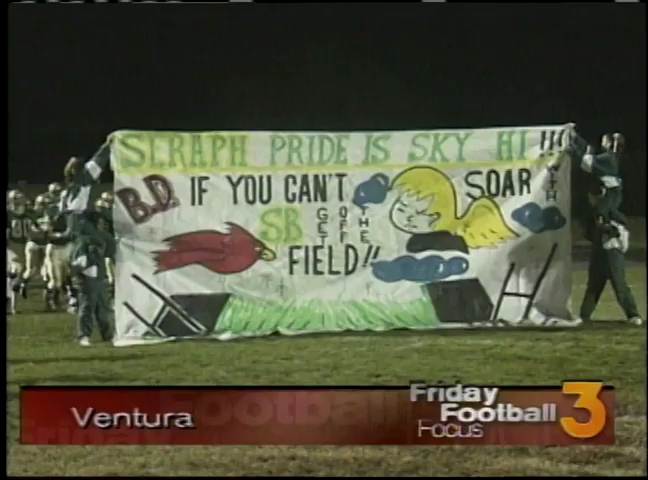 SERAPH PRIDE IS SKY HI!!!
B.D. IF YOU CAN'T SOAR WITH
SB GET OFF THE
FIELD!!
Ventura
Friday
Football 3
Focus